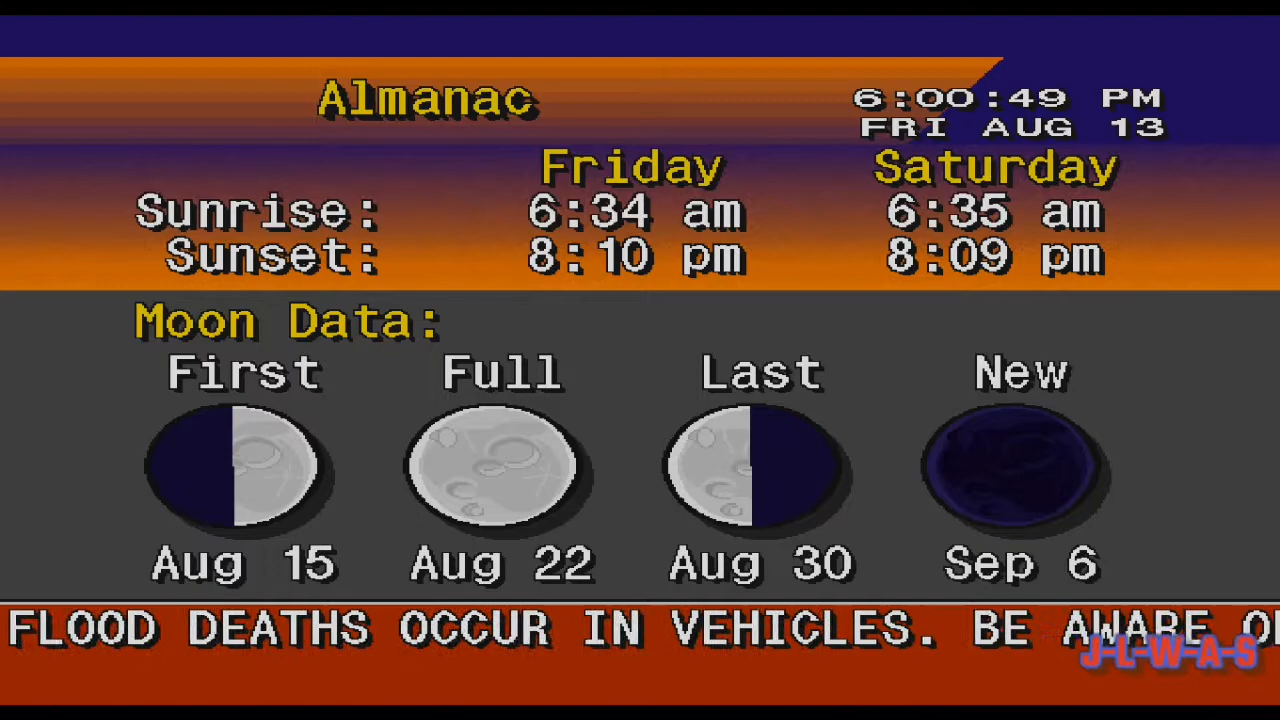 Almanac
6:00:49 PM
FRI AUG 13
Friday Saturday
Sunrise: 6:34 am 6:35 am
Sunset: 8:10 pm 8:09 pm
Moon Data:
First Full Last New
Aug 15 Aug 22 Aug 30 Sep 6
FLOOD DEATHS OCCUR IN VEHICLES. BE AWARE
J-L-W-A-S